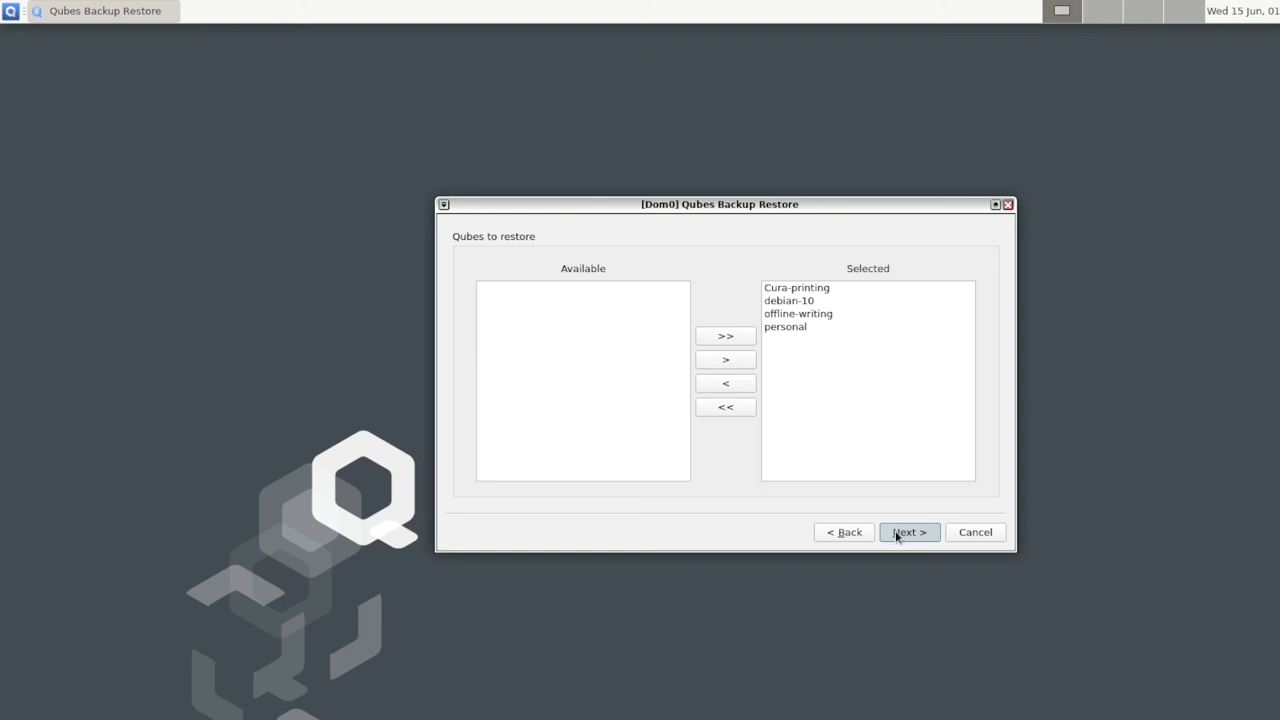 Qubes Backup Restore
Wed 15 Jun, 01
[Dom0] Qubes Backup Restore
Qubes to restore
Available
Selected
Cura-printing
debian-10
offline-writing
personal
>>
>
<
<<
< Back
Next >
Cancel